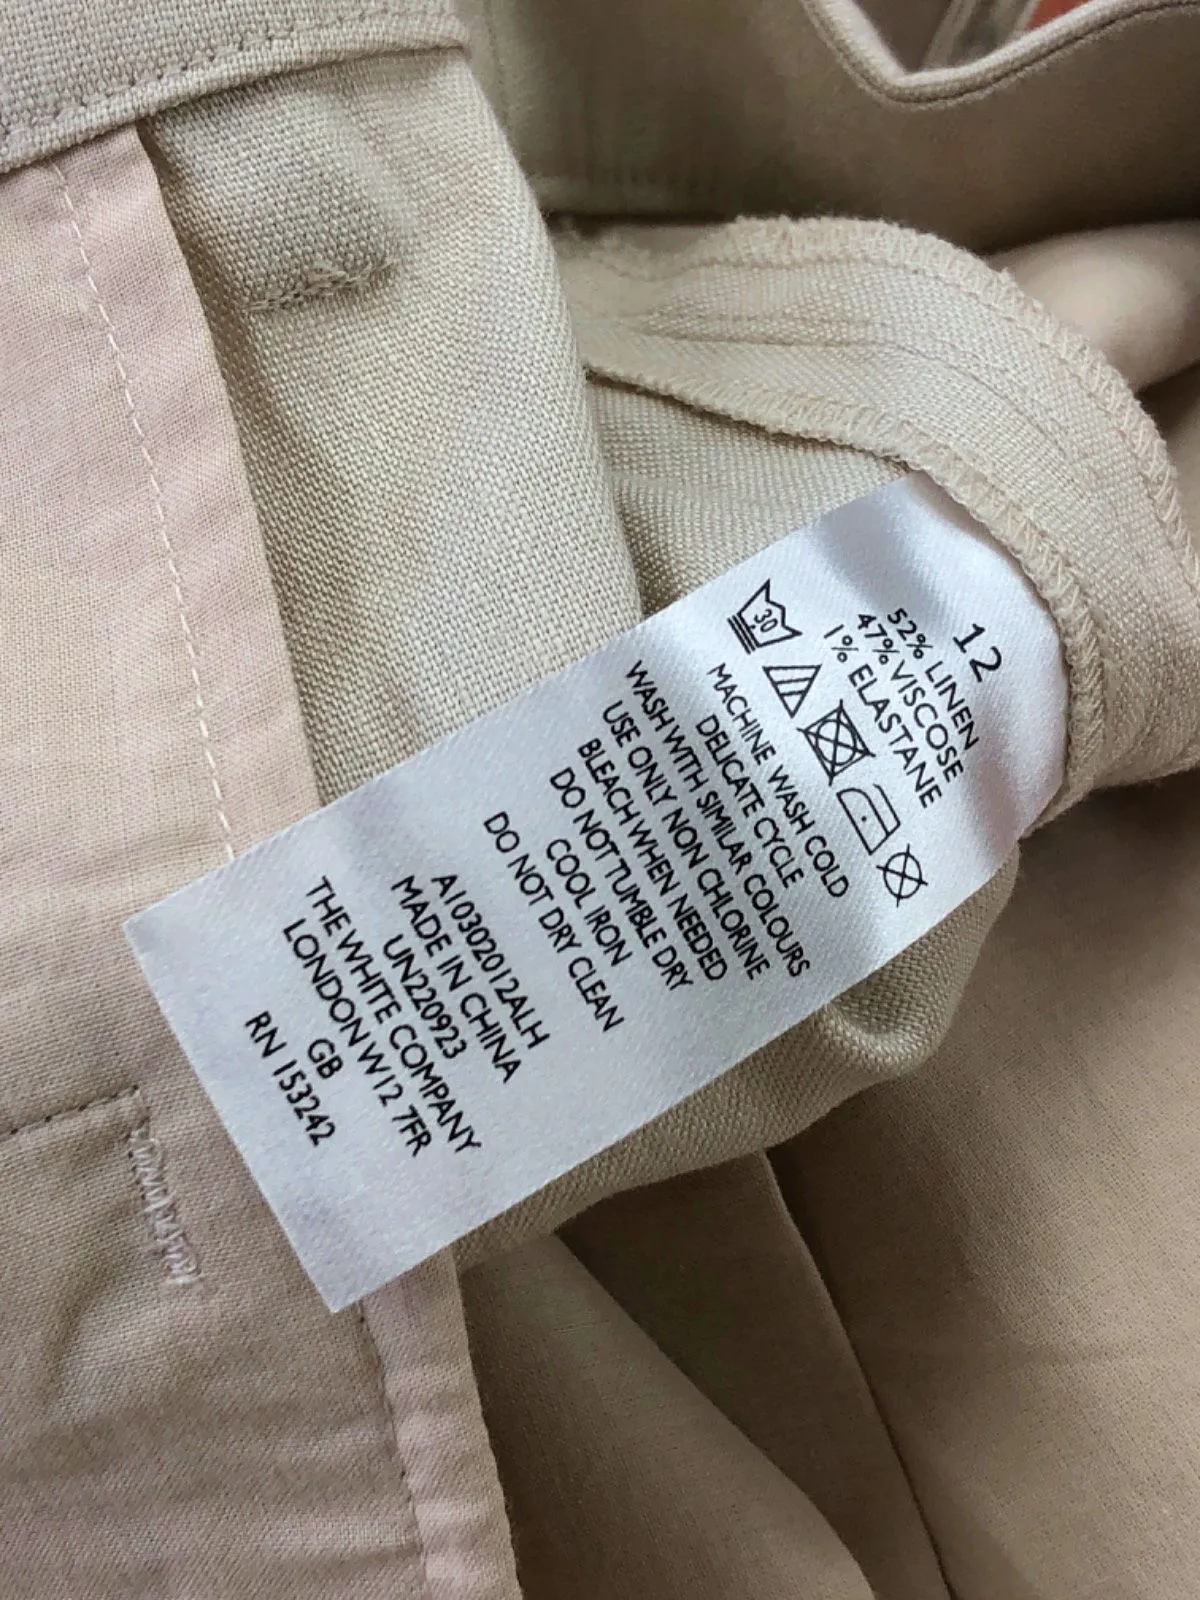 12
52% LINEN
47% VISCOSE
1% ELASTANE
30
MACHINE WASH COLD
DELICATE CYCLE
WASH WITH SIMILAR COLOURS
USE ONLY NON CHLORINE
BLEACH WHEN NEEDED
DO NOT TUMBLE DRY
COOL IRON
DO NOT DRY CLEAN
A10302012ALH
MADE IN CHINA
UN220923
THE WHITE COMPANY
LONDON W12 7FR
GB
RN 153242